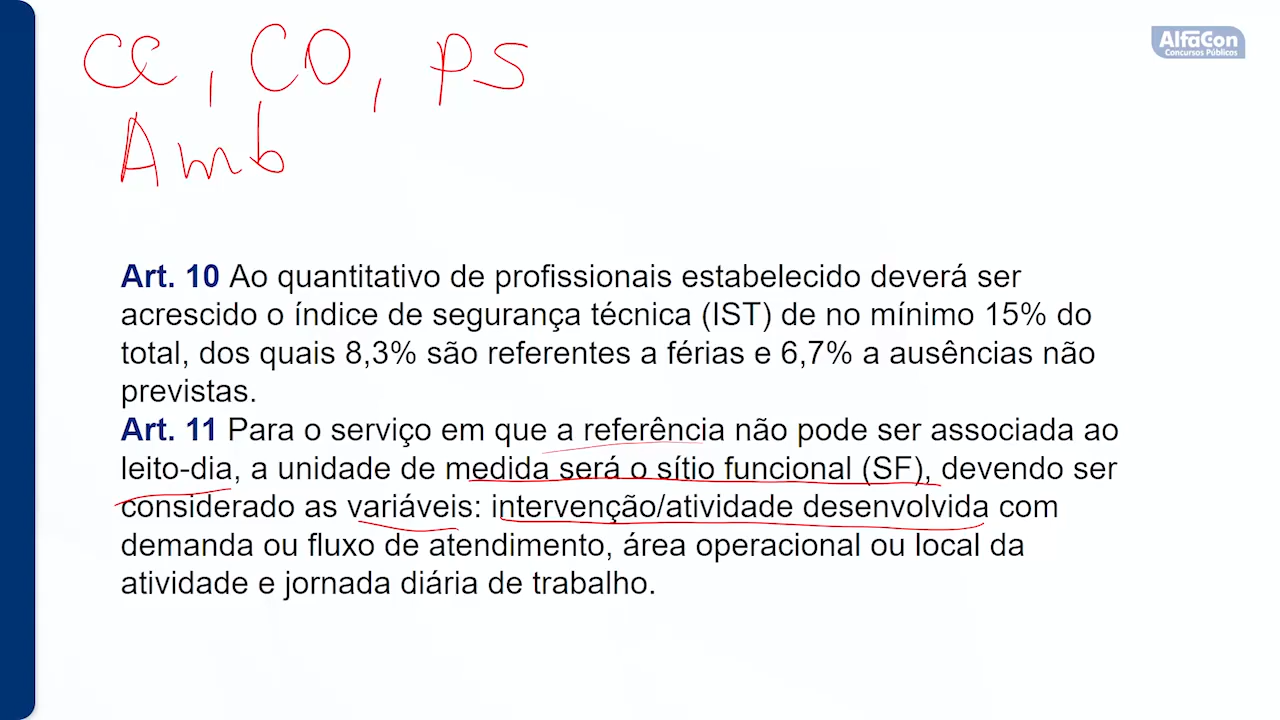 CC, CO, PS
Amb
AlfaCon
Concursos Públicos
Art. 10 Ao quantitativo de profissionais estabelecido deverá ser
acrescido o índice de segurança técnica (IST) de no mínimo 15% do
total, dos quais 8,3% são referentes a férias e 6,7% a ausências não
previstas.
Art. 11 Para o serviço em que a referência não pode ser associada ao
leito-dia, a unidade de medida será o sítio funcional (SF), devendo ser
considerado as variáveis: intervenção/atividade desenvolvida com
demanda ou fluxo de atendimento, área operacional ou local da
atividade e jornada diária de trabalho.